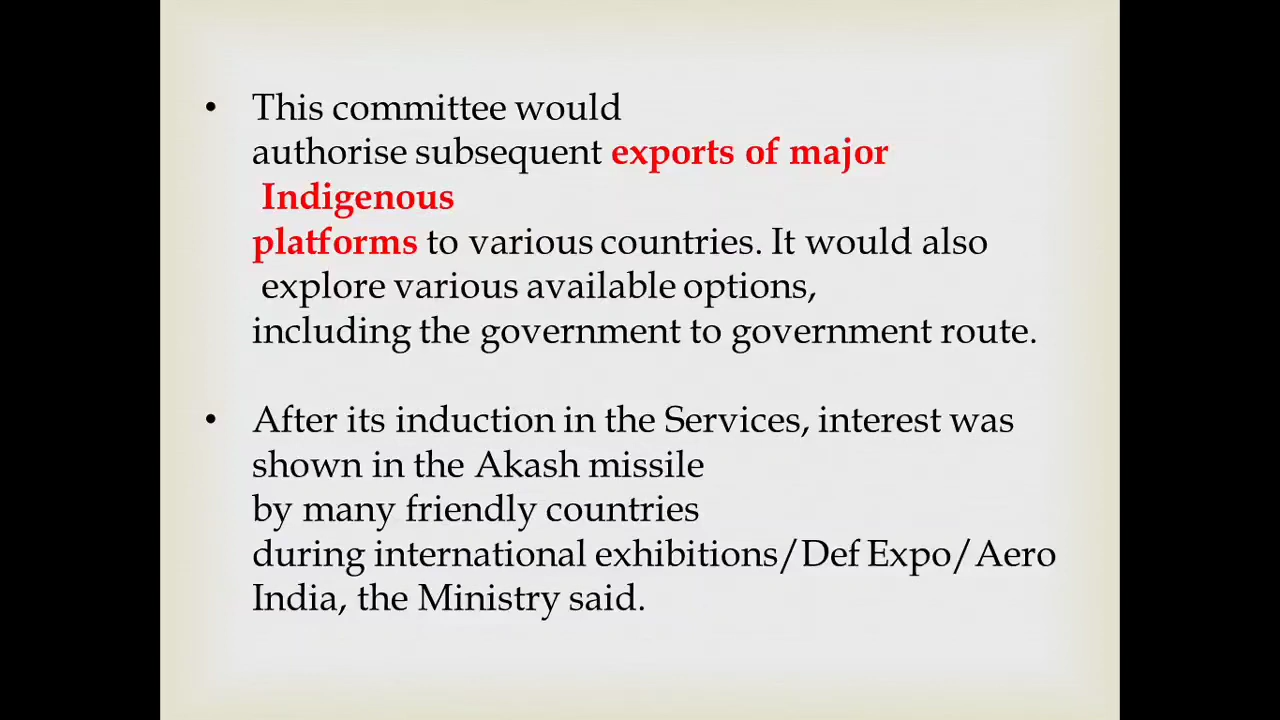 • This committee would
authorise subsequent exports of major
Indigenous
platforms to various countries. It would also
explore various available options,
including the government to government route.
• After its induction in the Services, interest was
shown in the Akash missile
by many friendly countries
during international exhibitions/Def Expo/Aero
India, the Ministry said.